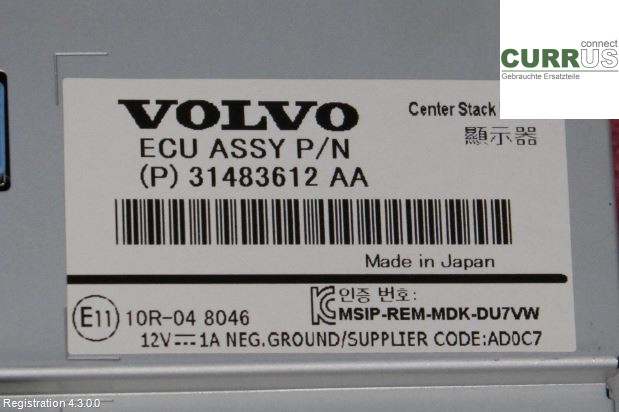 connect
CURRUS
Gebrauchte Ersatzteile
VOLVO
Center Stack
ECU ASSY P/N
顯示器
(P) 31483612 AA
Made in Japan
E11 10R-04 8046
인증 번호:
MSIP-REM-MDK-DU7VW
12V⎓1A NEG.GROUND/SUPPLIER CODE:AD0C7
Registration 4.3.0.0